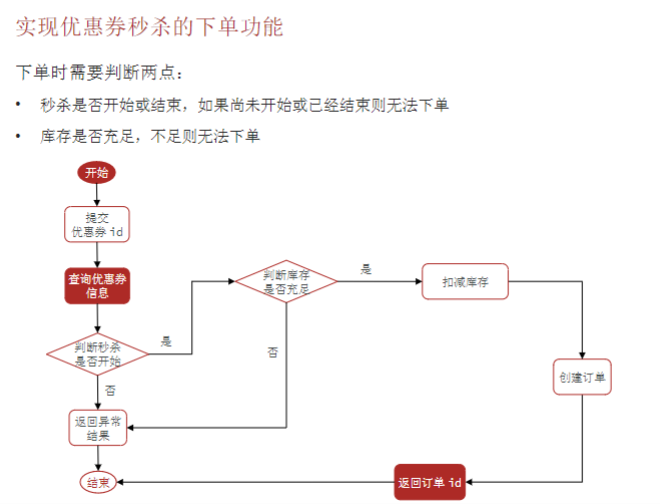 实现优惠券秒杀的下单功能
下单时需要判断两点：
• 秒杀是否开始或结束，如果尚未开始或已经结束则无法下单
• 库存是否充足，不足则无法下单
开始
提交
优惠券 id
查询优惠券
信息
判断秒杀
是否开始
是
否
返回异常
结果
结束
判断库存
是否充足
是
否
扣减库存
创建订单
返回订单 id